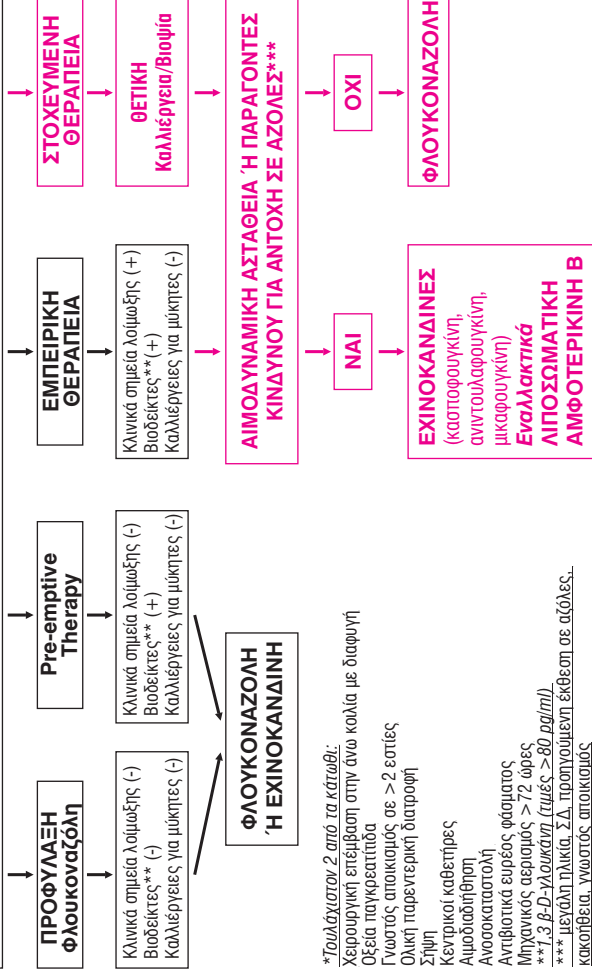 ΠΡΟΦΥΛΑΞΗ
Φλουκοναζόλη
Κλινικά σημεία λοίμωξης (-)
Βιοδείκτες** (-)
Καλλιέργειες για μύκητες (-)
Pre-emptive
Therapy
Κλινικά σημεία λοίμωξης (-)
Βιοδείκτες** (+)
Καλλιέργειες για μύκητες (-)
ΦΛΟΥΚΟΝΑΖΟΛΗ
Ή ΕΧΙΝΟΚΑΝΔΙΝΗ
ΕΜΠΕΙΡΙΚΗ
ΘΕΡΑΠΕΙΑ
Κλινικά σημεία λοίμωξης (+)
Βιοδείκτες**(+)
Καλλιέργειες για μύκητες (-)
ΣΤΟΧΕΥΜΕΝΗ
ΘΕΡΑΠΕΙΑ
ΘΕΤΙΚΗ
Καλλιέργεια/Βιοψία
ΑΙΜΟΔΥΝΑΜΙΚΗ ΑΣΤΑΘΕΙΑ Ή ΠΑΡΑΓΟΝΤΕΣ
ΚΙΝΔΥΝΟΥ ΓΙΑ ΑΝΤΟΧΗ ΣΕ ΑΖΟΛΕΣ***
ΝΑΙ
ΟΧΙ
ΕΧΙΝΟΚΑΝΔΙΝΕΣ
(κασποφουγκίνη,
ανιντουλαφουγκίνη,
μικαφουγκίνη)
Εναλλακτικά
ΛΙΠΟΣΩΜΑΤΙΚΗ
ΑΜΦΟΤΕΡΙΚΙΝΗ Β
ΦΛΟΥΚΟΝΑΖΟΛΗ
*Τουλάχιστον 2 από τα κάτωθι:
Χειρουργική επέμβαση στην άνω κοιλία με διαφυγή
Οξεία παγκρεατίτιδα
Γνωστός αποικισμός σε >2 εστίες
Ολική παρεντερική διατροφή
Σήψη
Κεντρικοί καθετήρες
Αιμοδιαδιήθηση
Ανοσοκαταστολή
Αντιβιοτικά ευρέος φάσματος
Μηχανικός αερισμός >72 ώρες
**1,3 β-D-γλουκάνη (τιμές >80 pg/ml)
*** μεγάλη ηλικία, ΣΔ, προηγούμενη έκθεση σε αζόλες,
κακοήθεια, γνωστός αποικισμός